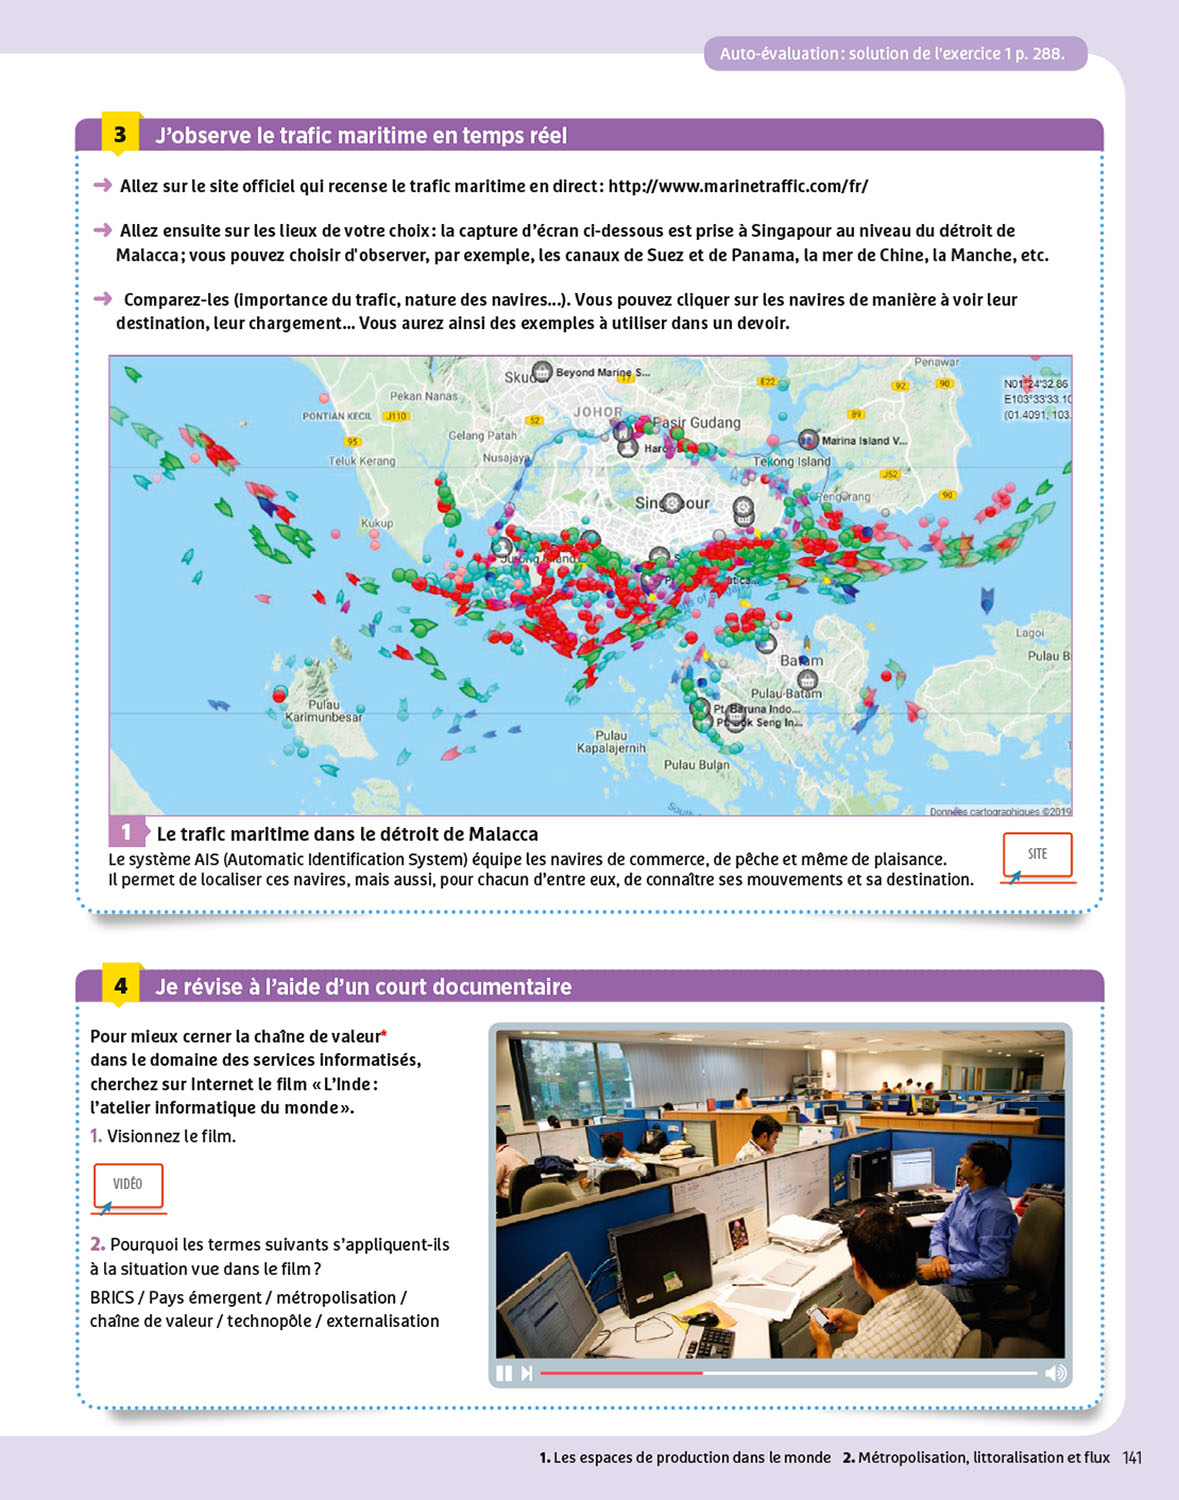 Auto-évaluation : solution de l'exercice 1 p. 288.
3 J'observe le trafic maritime en temps réel
➜ Allez sur le site officiel qui recense le trafic maritime en direct : http://www.marinetraffic.com/fr/
➜ Allez ensuite sur les lieux de votre choix : la capture d'écran ci-dessous est prise à Singapour au niveau du détroit de
Malacca ; vous pouvez choisir d'observer, par exemple, les canaux de Suez et de Panama, la mer de Chine, la Manche, etc.
➜ Comparez-les (importance du trafic, nature des navires...). Vous pouvez cliquer sur les navires de manière à voir leur
destination, leur chargement... Vous aurez ainsi des exemples à utiliser dans un devoir.
Penawar
Beyond Marine S...
17
E22
92
90
N01°24'32.86
E103°33'33.10
(01.4091, 103.
Pekan Nanas
PONTIAN KECIL
J110
JOHOR
52
Pasir Gudang
89
95
Gelang Patah
Marina Island V...
Teluk Kerang
Nusajaya
Tekong Island
J52
90
Pengerang
Kukup
Lagoi
Pulau B
Batam
Pulau Batam
Pulau
Karimunbesar
Pt. Baruna Indo...
Pulau
Kapalajernih
Pulau Bulan
Données cartographiques ©2019
1 Le trafic maritime dans le détroit de Malacca
Le système AIS (Automatic Identification System) équipe les navires de commerce, de pêche et même de plaisance.
Il permet de localiser ces navires, mais aussi, pour chacun d'entre eux, de connaître ses mouvements et sa destination.
SITE
4 Je révise à l'aide d'un court documentaire
Pour mieux cerner la chaîne de valeur*
dans le domaine des services informatisés,
cherchez sur Internet le film « L'Inde :
l'atelier informatique du monde ».
1. Visionnez le film.
VIDÉO
2. Pourquoi les termes suivants s'appliquent-ils
à la situation vue dans le film ?
BRICS / Pays émergent / métropolisation /
chaîne de valeur / technopôle / externalisation
1. Les espaces de production dans le monde 2. Métropolisation, littoralisation et flux 141